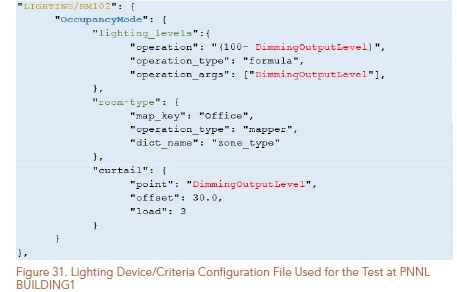 "LIGHTING/RM102": {
"OccupancyMode": {
"lighting_levels":{
"operation": "(100- DimmingOutputLevel)",
"operation_type": "formula",
"operation_args": ["DimmingOutputLevel"],
},
"room-type": {
"map_key": "Office",
"operation_type": "mapper",
"dict_name": "zone_type"
},
"curtail": {
"point": "DimmingOutputLevel",
"offset": 30.0,
"load": 3
}
}
},
Figure 31. Lighting Device/Criteria Configuration File Used for the Test at PNNL
BUILDING1